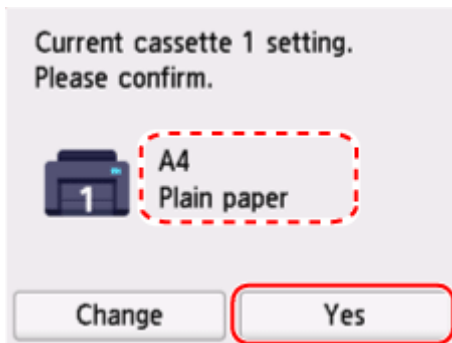 Current cassette 1 setting.
Please confirm.
A4
1
Plain paper
Change
Yes